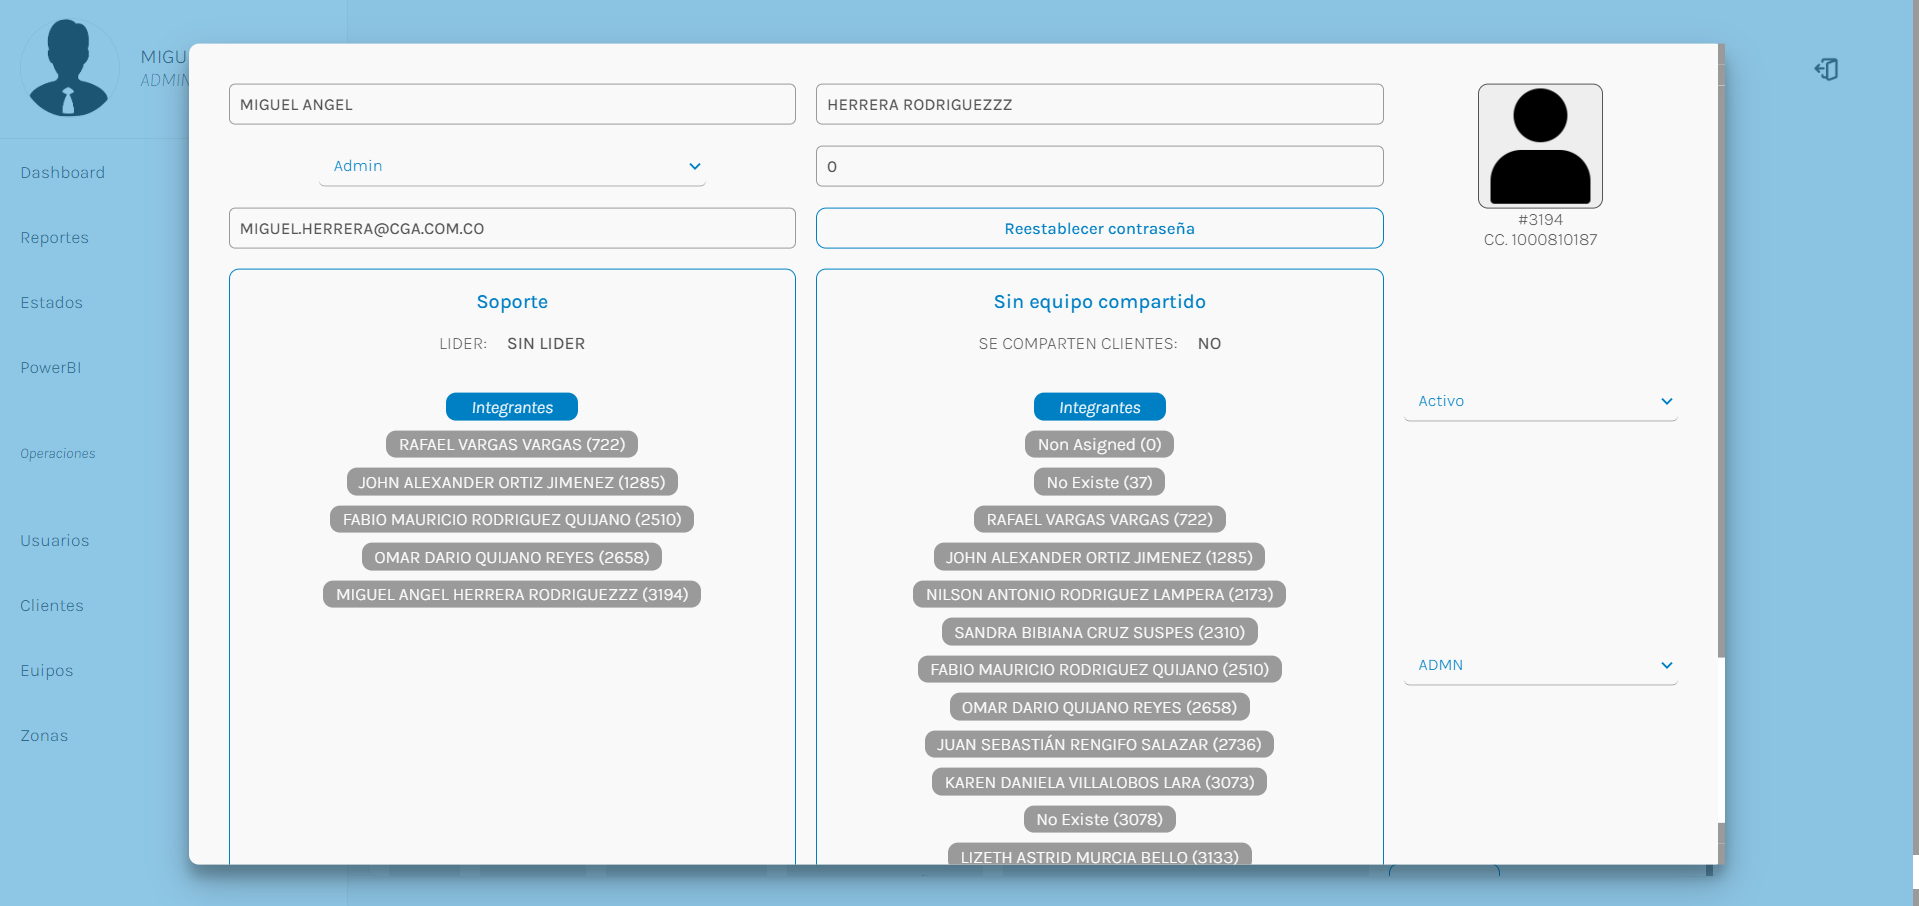 MIGU
ADMIN
Dashboard
Reportes
Estados
PowerBI
Operaciones
Usuarios
Clientes
Euipos
Zonas
MIGUEL ANGEL
HERRERA RODRIGUEZZZ
Admin
0
MIGUEL.HERRERA@CGA.COM.CO
Reestablecer contraseña
#3194
CC. 1000810187
Soporte
LIDER: SIN LIDER
Integrantes
RAFAEL VARGAS VARGAS (722)
JOHN ALEXANDER ORTIZ JIMENEZ (1285)
FABIO MAURICIO RODRIGUEZ QUIJANO (2510)
OMAR DARIO QUIJANO REYES (2658)
MIGUEL ANGEL HERRERA RODRIGUEZZZ (3194)
Sin equipo compartido
SE COMPARTEN CLIENTES: NO
Integrantes
Non Asigned (0)
No Existe (37)
RAFAEL VARGAS VARGAS (722)
JOHN ALEXANDER ORTIZ JIMENEZ (1285)
NILSON ANTONIO RODRIGUEZ LAMPERA (2173)
SANDRA BIBIANA CRUZ SUSPES (2310)
FABIO MAURICIO RODRIGUEZ QUIJANO (2510)
OMAR DARIO QUIJANO REYES (2658)
JUAN SEBASTIÁN RENGIFO SALAZAR (2736)
KAREN DANIELA VILLALOBOS LARA (3073)
No Existe (3078)
LIZETH ASTRID MURCIA BELLO (3133)
Activo
ADMN